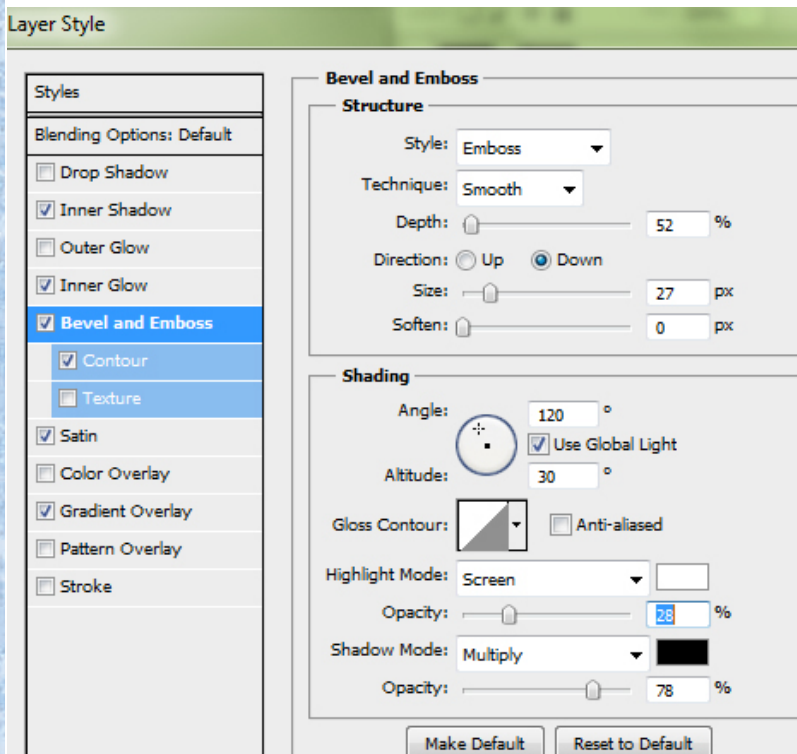 Layer Style
Styles
Blending Options: Default
Drop Shadow
Inner Shadow
Outer Glow
Inner Glow
Bevel and Emboss
Contour
Texture
Satin
Color Overlay
Gradient Overlay
Pattern Overlay
Stroke
Bevel and Emboss
Structure
Style: Emboss
Technique: Smooth
Depth: 52 %
Direction: Up Down
Size: 27 px
Soften: 0 px
Shading
Angle: 120 °
Use Global Light
Altitude: 30 °
Gloss Contour: Anti-aliased
Highlight Mode: Screen
Opacity: 28 %
Shadow Mode: Multiply
Opacity: 78 %
Make Default Reset to Default